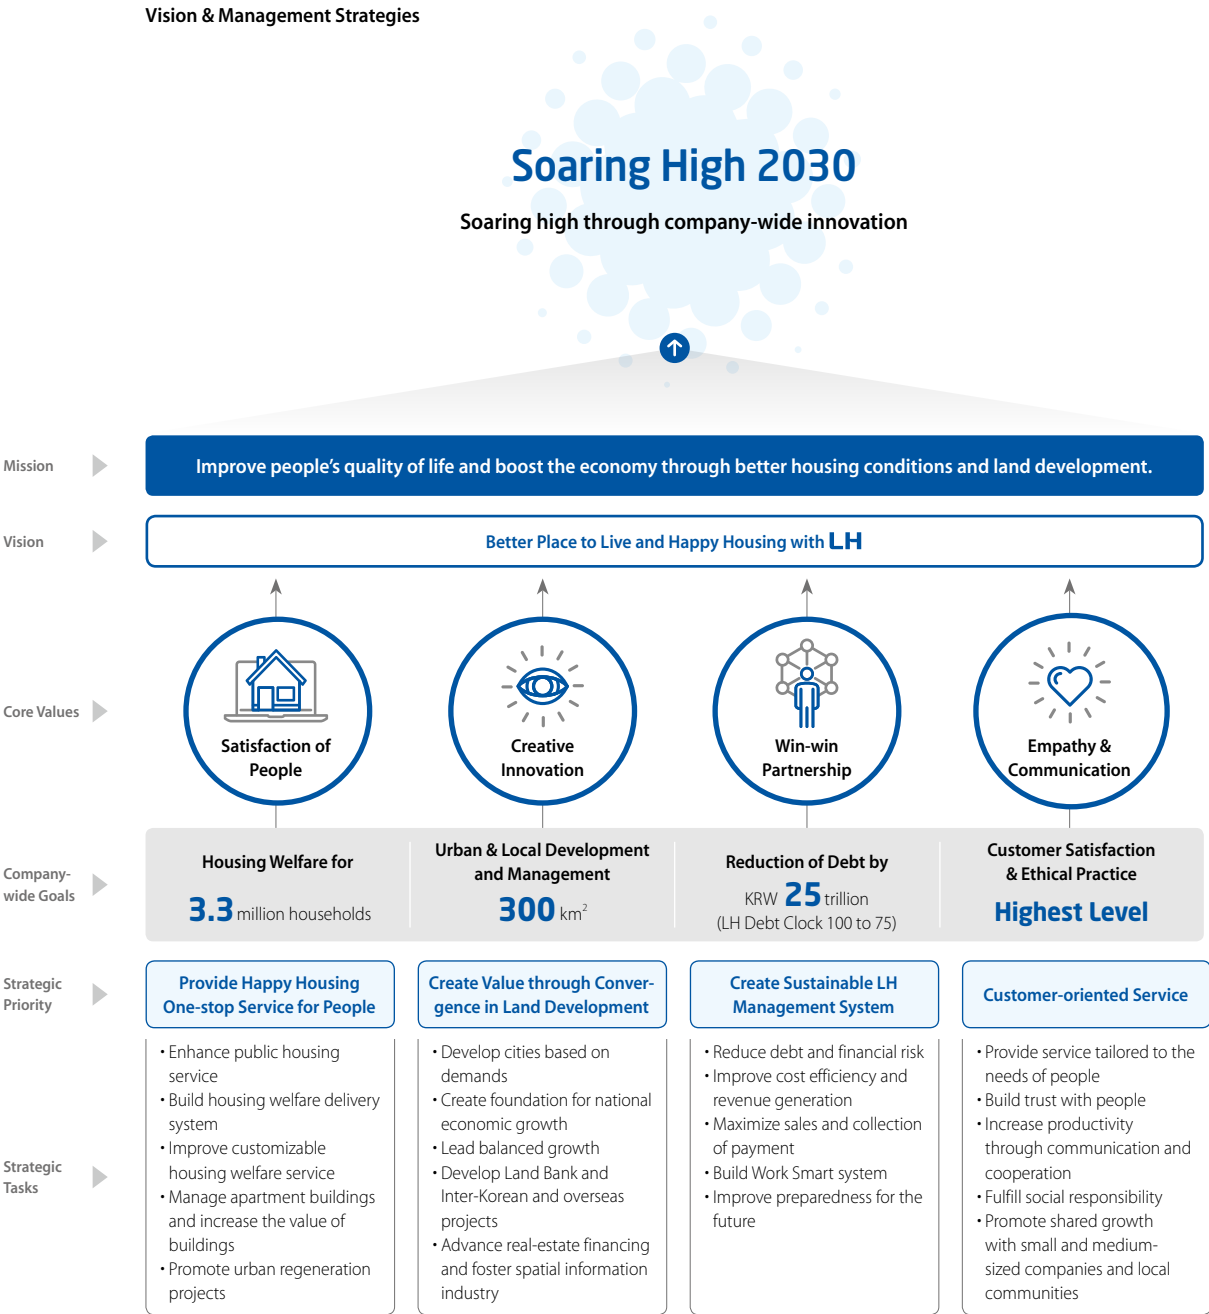 Vision & Management Strategies
Soaring High 2030
Soaring high through company-wide innovation
Mission
Improve people's quality of life and boost the economy through better housing conditions and land development.
Vision
Better Place to Live and Happy Housing with LH
Core Values
Satisfaction of
People
Creative
Innovation
Win-win
Partnership
Empathy &
Communication
Company-
wide Goals
Housing Welfare for
3.3 million households
Urban & Local Development
and Management
300 km²
Reduction of Debt by
KRW 25 trillion
(LH Debt Clock 100 to 75)
Customer Satisfaction
& Ethical Practice
Highest Level
Strategic
Priority
Provide Happy Housing
One-stop Service for People
Create Value through Conver-
gence in Land Development
Create Sustainable LH
Management System
Customer-oriented Service
Strategic
Tasks
• Enhance public housing
service
• Build housing welfare delivery
system
• Improve customizable
housing welfare service
• Manage apartment buildings
and increase the value of
buildings
• Promote urban regeneration
projects
• Develop cities based on
demands
• Create foundation for national
economic growth
• Lead balanced growth
• Develop Land Bank and
Inter-Korean and overseas
projects
• Advance real-estate financing
and foster spatial information
industry
• Reduce debt and financial risk
• Improve cost efficiency and
revenue generation
• Maximize sales and collection
of payment
• Build Work Smart system
• Improve preparedness for the
future
• Provide service tailored to the
needs of people
• Build trust with people
• Increase productivity
through communication and
cooperation
• Fulfill social responsibility
• Promote shared growth
with small and medium-
sized companies and local
communities